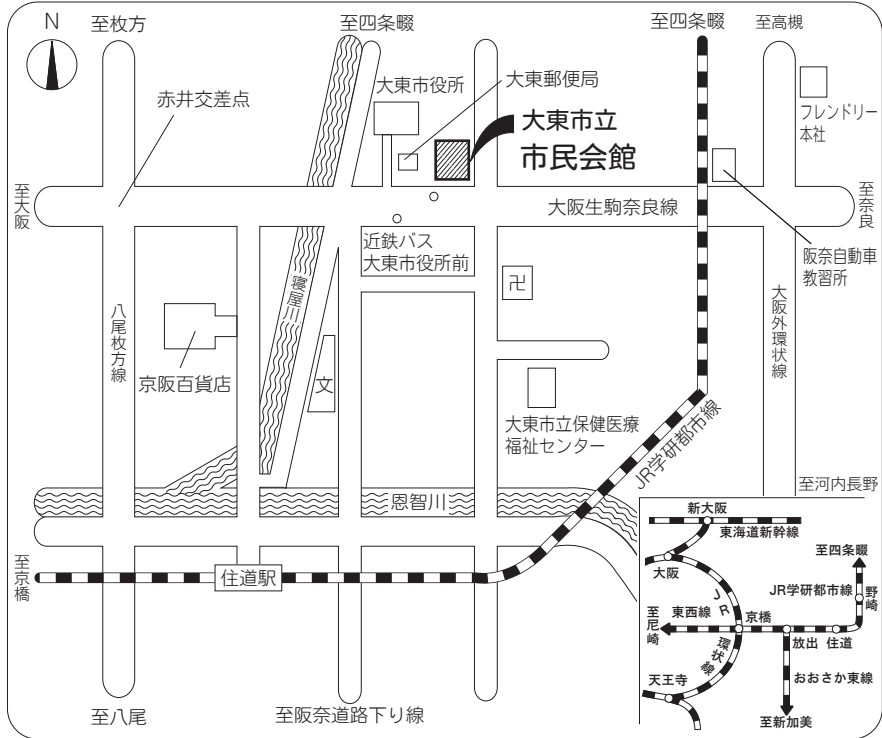 N
至枚方
至四条畷
至四条畷
至高槻
赤井交差点
大東市役所
大東郵便局
大東市立
市民会館
フレンドリー
本社
至大阪
大阪生駒奈良線
至奈良
近鉄バス
大東市役所前
阪奈自動車
教習所
卍
八尾枚方線
寝屋川
大阪外環状線
京阪百貨店
文
大東市立保健医療
福祉センター
JR学研都市線
恩智川
至河内長野
至京橋
住道駅
至八尾
至阪奈道路下り線
新大阪
東海道新幹線
大阪
至四条畷
JR学研都市線
野崎
JR
環状線
至尼崎
東西線
京橋
放出
住道
天王寺
おおさか東線
至新加美